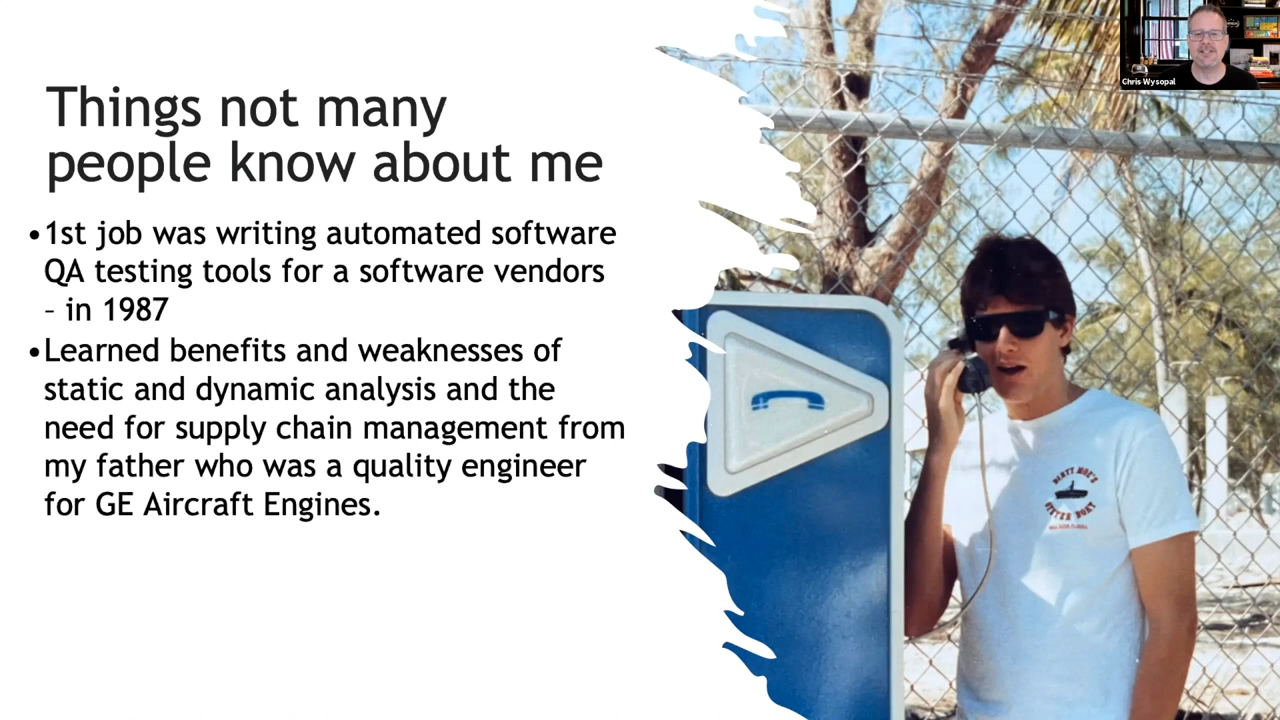 Things not many
people know about me
•1st job was writing automated software
QA testing tools for a software vendors
– in 1987
•Learned benefits and weaknesses of
static and dynamic analysis and the
need for supply chain management from
my father who was a quality engineer
for GE Aircraft Engines.
Chris Wysopal